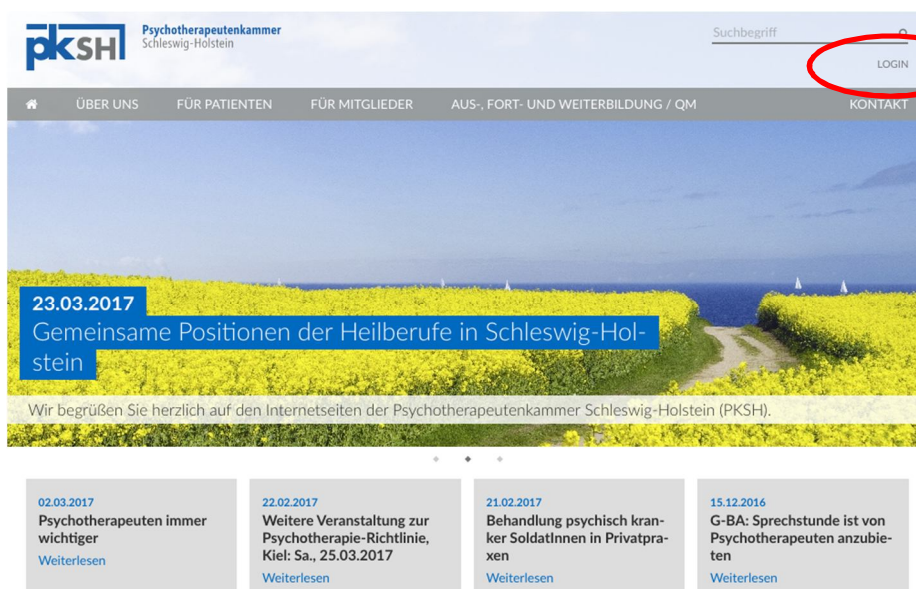 pksh
Psychotherapeutenkammer
Schleswig-Holstein
Suchbegriff
LOGIN
ÜBER UNS FÜR PATIENTEN FÜR MITGLIEDER AUS-, FORT- UND WEITERBILDUNG / QM KONTAKT
23.03.2017
Gemeinsame Positionen der Heilberufe in Schleswig-Hol-
stein
Wir begrüßen Sie herzlich auf den Internetseiten der Psychotherapeutenkammer Schleswig-Holstein (PKSH).
02.03.2017
Psychotherapeuten immer
wichtiger
Weiterlesen
22.02.2017
Weitere Veranstaltung zur
Psychotherapie-Richtlinie,
Kiel: Sa., 25.03.2017
Weiterlesen
21.02.2017
Behandlung psychisch kran-
ker SoldatInnen in Privatpra-
xen
Weiterlesen
15.12.2016
G-BA: Sprechstunde ist von
Psychotherapeuten anzubie-
ten
Weiterlesen